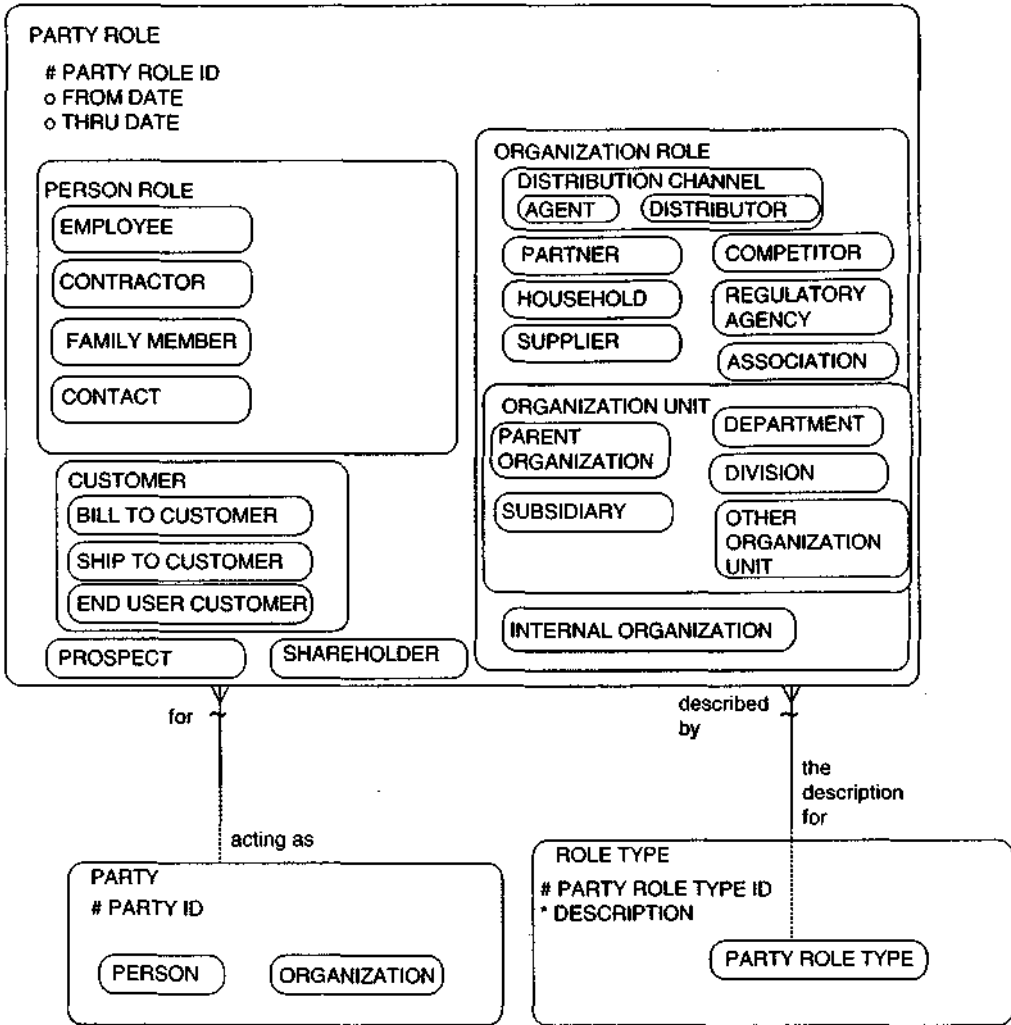 PARTY ROLE
# PARTY ROLE ID
o FROM DATE
o THRU DATE
PERSON ROLE
EMPLOYEE
CONTRACTOR
FAMILY MEMBER
CONTACT
CUSTOMER
BILL TO CUSTOMER
SHIP TO CUSTOMER
END USER CUSTOMER
PROSPECT
SHAREHOLDER
ORGANIZATION ROLE
DISTRIBUTION CHANNEL
AGENT
DISTRIBUTOR
PARTNER
COMPETITOR
HOUSEHOLD
REGULATORY
AGENCY
SUPPLIER
ASSOCIATION
ORGANIZATION UNIT
PARENT
ORGANIZATION
DEPARTMENT
DIVISION
SUBSIDIARY
OTHER
ORGANIZATION
UNIT
INTERNAL ORGANIZATION
for
acting as
described
by
the
description
for
PARTY
# PARTY ID
PERSON
ORGANIZATION
ROLE TYPE
# PARTY ROLE TYPE ID
* DESCRIPTION
PARTY ROLE TYPE